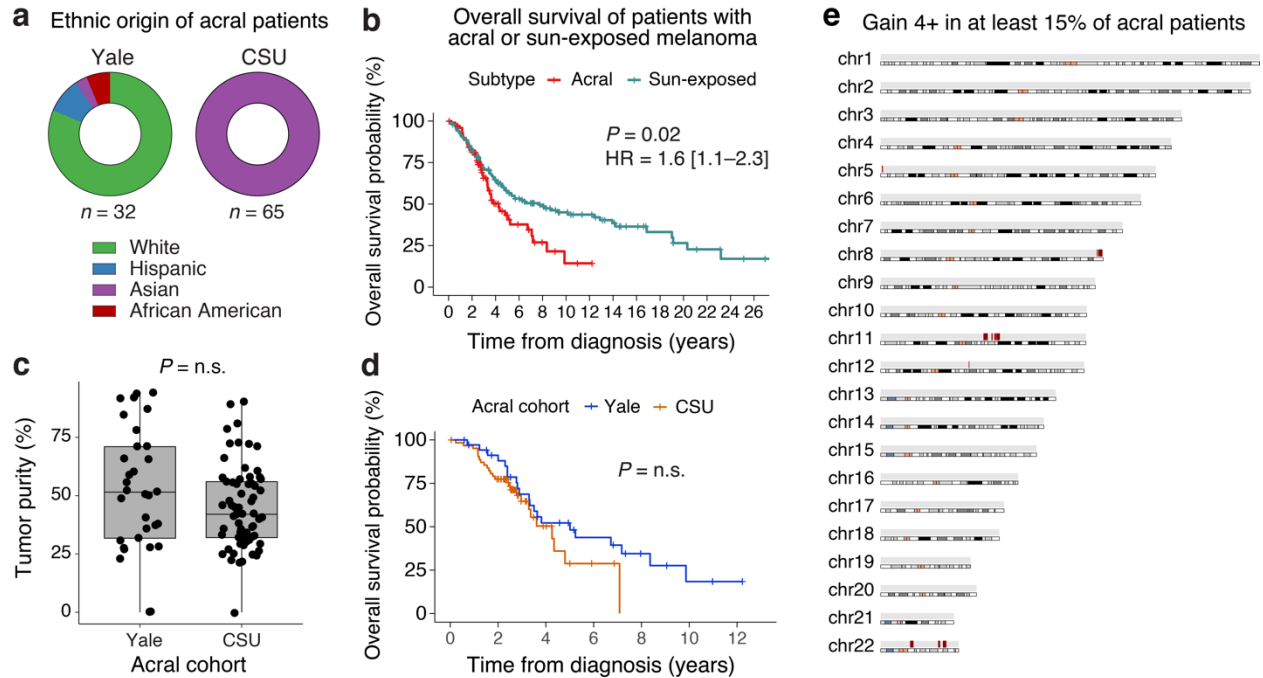 a Ethnic origin of acral patients
Yale CSU
n = 32 n = 65
White
Hispanic
Asian
African American
b Overall survival of patients with
acral or sun-exposed melanoma
Subtype Acral Sun-exposed
Overall survival probability (%)
100
75
50
25
0
P = 0.02
HR = 1.6 [1.1–2.3]
0 2 4 6 8 10 12 14 16 18 20 22 24 26
Time from diagnosis (years)
c P = n.s.
Tumor purity (%)
75
50
25
0
Yale CSU
Acral cohort
d Acral cohort Yale CSU
Overall survival probability (%)
100
75
50
25
0
P = n.s.
0 2 4 6 8 10 12
Time from diagnosis (years)
e Gain 4+ in at least 15% of acral patients
chr1
chr2
chr3
chr4
chr5
chr6
chr7
chr8
chr9
chr10
chr11
chr12
chr13
chr14
chr15
chr16
chr17
chr18
chr19
chr20
chr21
chr22